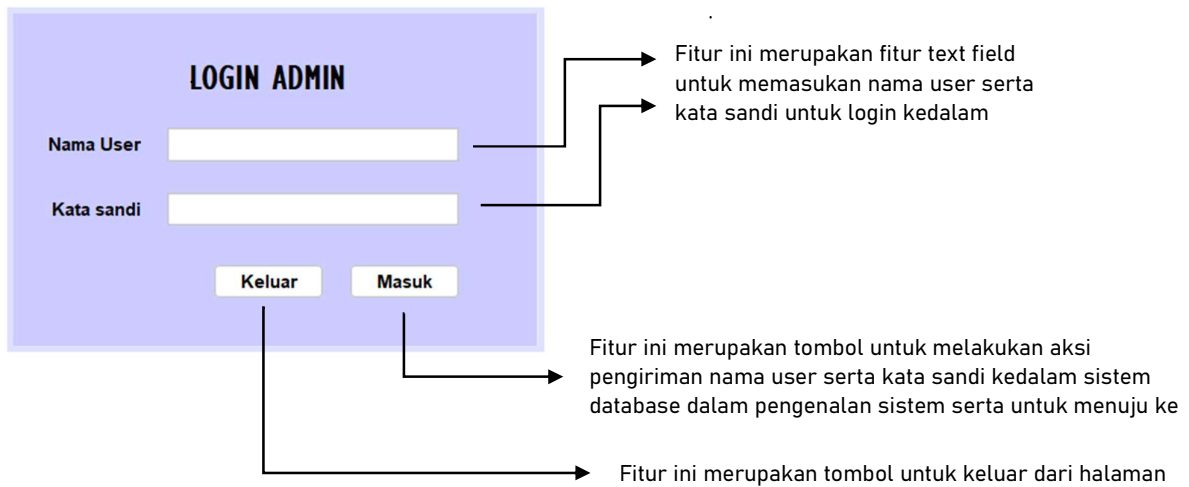 LOGIN ADMIN
Nama User
Kata sandi
Keluar
Masuk
.
Fitur ini merupakan fitur text field
untuk memasukan nama user serta
kata sandi untuk login kedalam
Fitur ini merupakan tombol untuk melakukan aksi
pengiriman nama user serta kata sandi kedalam sistem
database dalam pengenalan sistem serta untuk menuju ke
Fitur ini merupakan tombol untuk keluar dari halaman